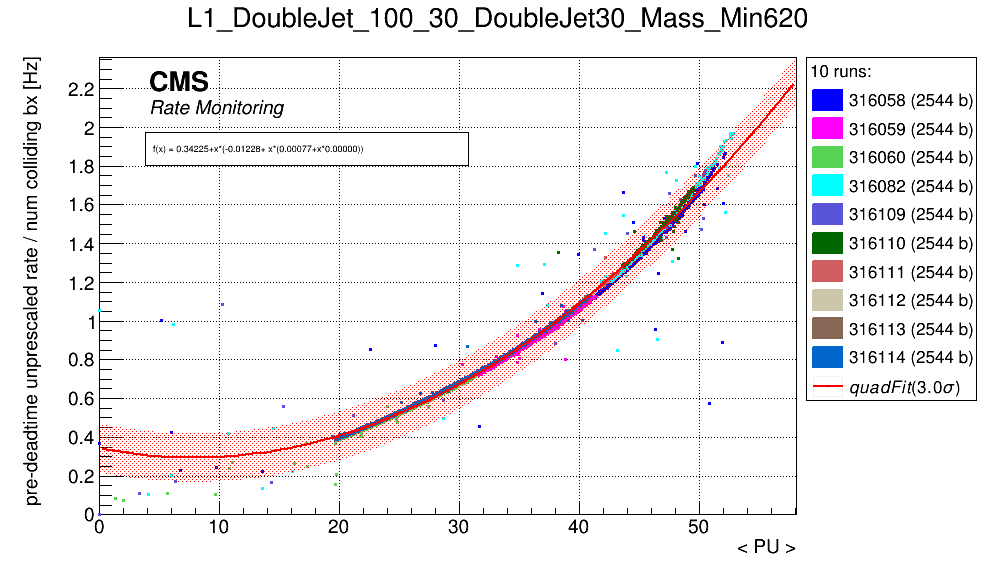 L1_DoubleJet_100_30_DoubleJet30_Mass_Min620
pre-deadtime unprescaled rate / num colliding bx [Hz]
CMS
Rate Monitoring
f(x) = 0.34225+x*(-0.01228+ x*(0.00077+x*0.00000))
2.2
2
1.8
1.6
1.4
1.2
1
0.8
0.6
0.4
0.2
0
0
10
20
30
40
50
< PU >
10 runs:
316058 (2544 b)
316059 (2544 b)
316060 (2544 b)
316082 (2544 b)
316109 (2544 b)
316110 (2544 b)
316111 (2544 b)
316112 (2544 b)
316113 (2544 b)
316114 (2544 b)
quadFit(3.0σ)